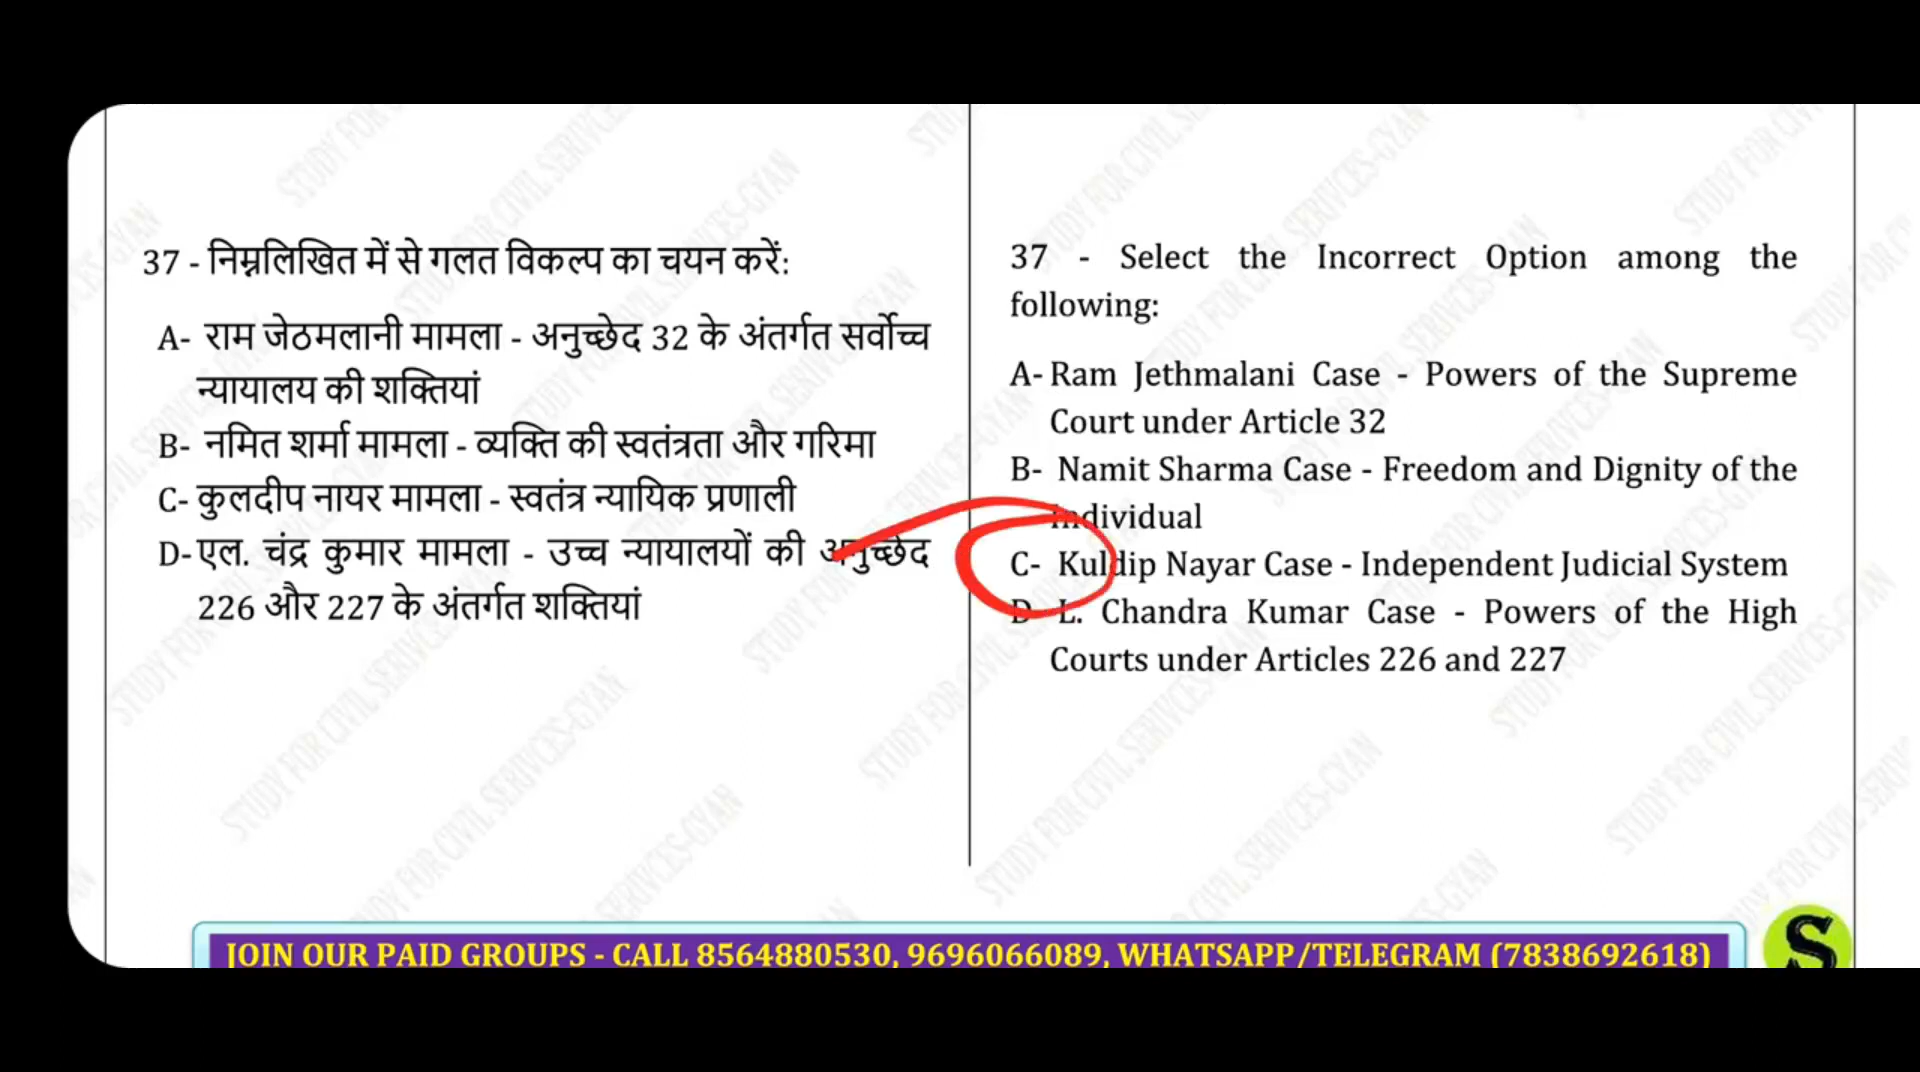 37 - निम्नलिखित में से गलत विकल्प का चयन करें:
A- राम जेठमलानी मामला - अनुच्छेद 32 के अंतर्गत सर्वोच्च
न्यायालय की शक्तियां
B- नमित शर्मा मामला - व्यक्ति की स्वतंत्रता और गरिमा
C- कुलदीप नायर मामला - स्वतंत्र न्यायिक प्रणाली
D- एल. चंद्र कुमार मामला - उच्च न्यायालयों की अनुच्छेद
226 और 227 के अंतर्गत शक्तियां
37 - Select the Incorrect Option among the
following:
A- Ram Jethmalani Case - Powers of the Supreme
Court under Article 32
B- Namit Sharma Case - Freedom and Dignity of the
Individual
C- Kuldip Nayar Case - Independent Judicial System
D- L. Chandra Kumar Case - Powers of the High
Courts under Articles 226 and 227
STUDY FOR CIVIL SERIVCES-GYAN
JOIN OUR PAID GROUPS - CALL 8564880530, 9696066089, WHATSAPP/TELEGRAM (7838692618)
S